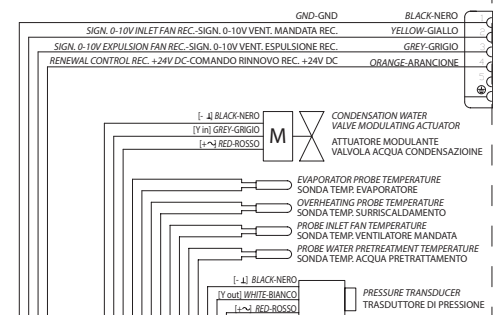 GND-GND BLACK-NERO 1
SIGN. 0-10V INLET FAN REC.-SIGN. 0-10V VENT. MANDATA REC. YELLOW-GIALLO
SIGN. 0-10V EXPULSION FAN REC.-SIGN. 0-10V VENT. ESPULSIONE REC. GREY-GRIGIO
RENEWAL CONTROL REC. +24V DC-COMANDO RINNOVO REC. +24V DC ORANGE-ARANCIONE 4
5
[- ⊥] BLACK-NERO
[Y in] GREY-GRIGIO
[+~] RED-ROSSO
M
CONDENSATION WATER
VALVE MODULATING ACTUATOR
ATTUATORE MODULANTE
VALVOLA ACQUA CONDENSAZIOINE
EVAPORATOR PROBE TEMPERATURE
SONDA TEMP. EVAPORATORE
OVERHEATING PROBE TEMPERATURE
SONDA TEMP. SURRISCALDAMENTO
PROBE INLET FAN TEMPERATURE
SONDA TEMP. VENTILATORE MANDATA
PROBE WATER PRETREATMENT TEMPERATURE
SONDA TEMP. ACQUA PRETRATTAMENTO
[- ⊥] BLACK-NERO
[Y out] WHITE-BIANCO
[+~] RED-ROSSO
PRESSURE TRANSDUCER
TRASDUTTORE DI PRESSIONE